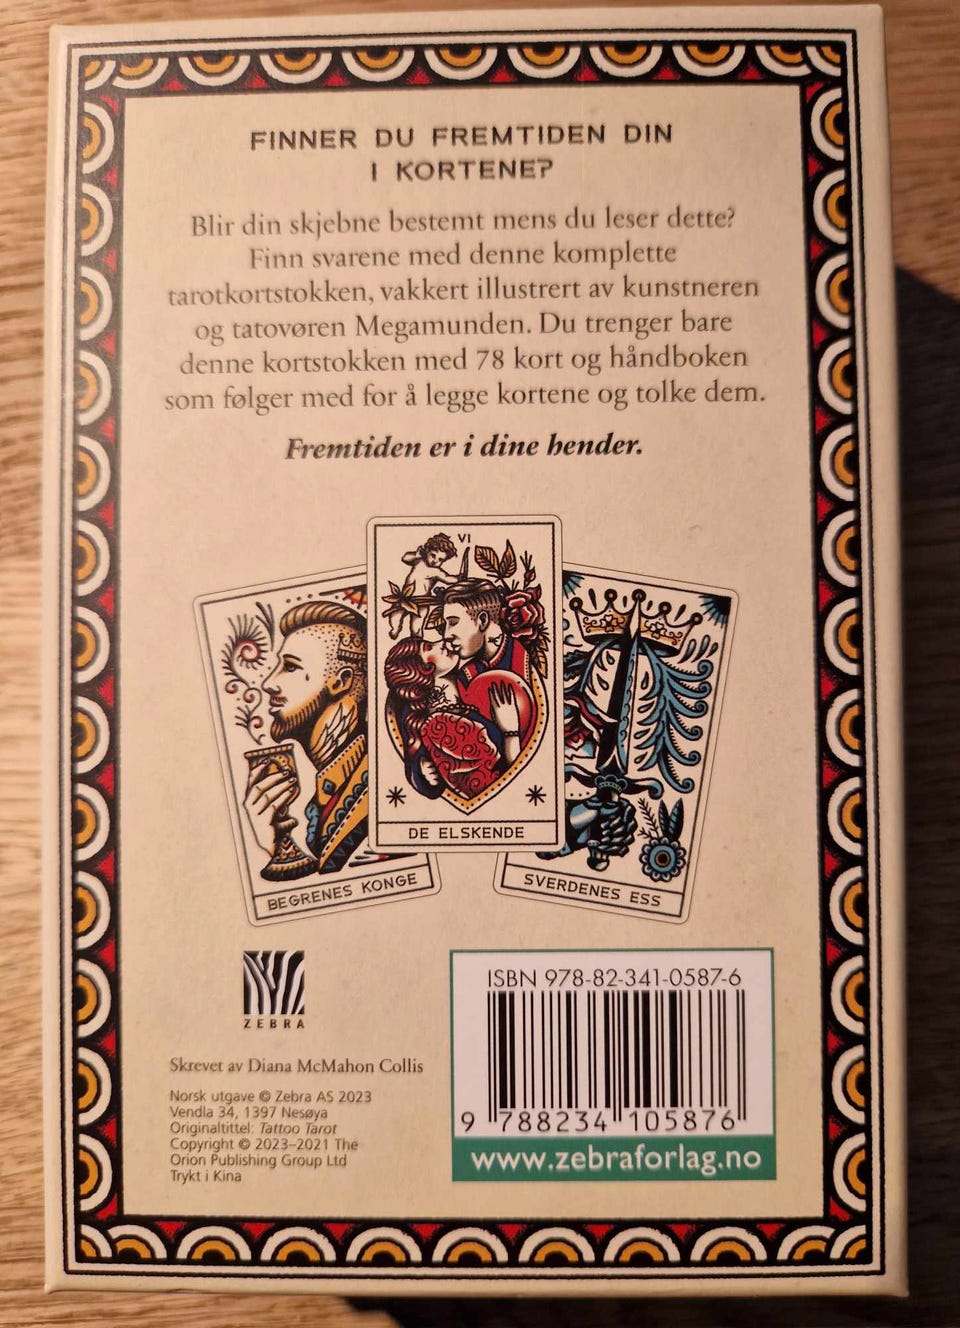 FINNER DU FREMTIDEN DIN
I KORTENE?
Blir din skjebne bestemt mens du leser dette?
Finn svarene med denne komplette
tarotkortstokken, vakkert illustrert av kunstneren
og tatovøren Megamunden. Du trenger bare
denne kortstokken med 78 kort og håndboken
som følger med for å legge kortene og tolke dem.
Fremtiden er i dine hender.
VI
DE ELSKENDE
BEGRENES KONGE
SVERDENES ESS
ZEBRA
Skrevet av Diana McMahon Collis
Norsk utgave © Zebra AS 2023
Vendla 34, 1397 Nesøya
Originaltittel: Tattoo Tarot
Copyright © 2023–2021 The
Orion Publishing Group Ltd
Trykt i Kina
ISBN 978-82-341-0587-6
9 788234 105876
www.zebraforlag.no